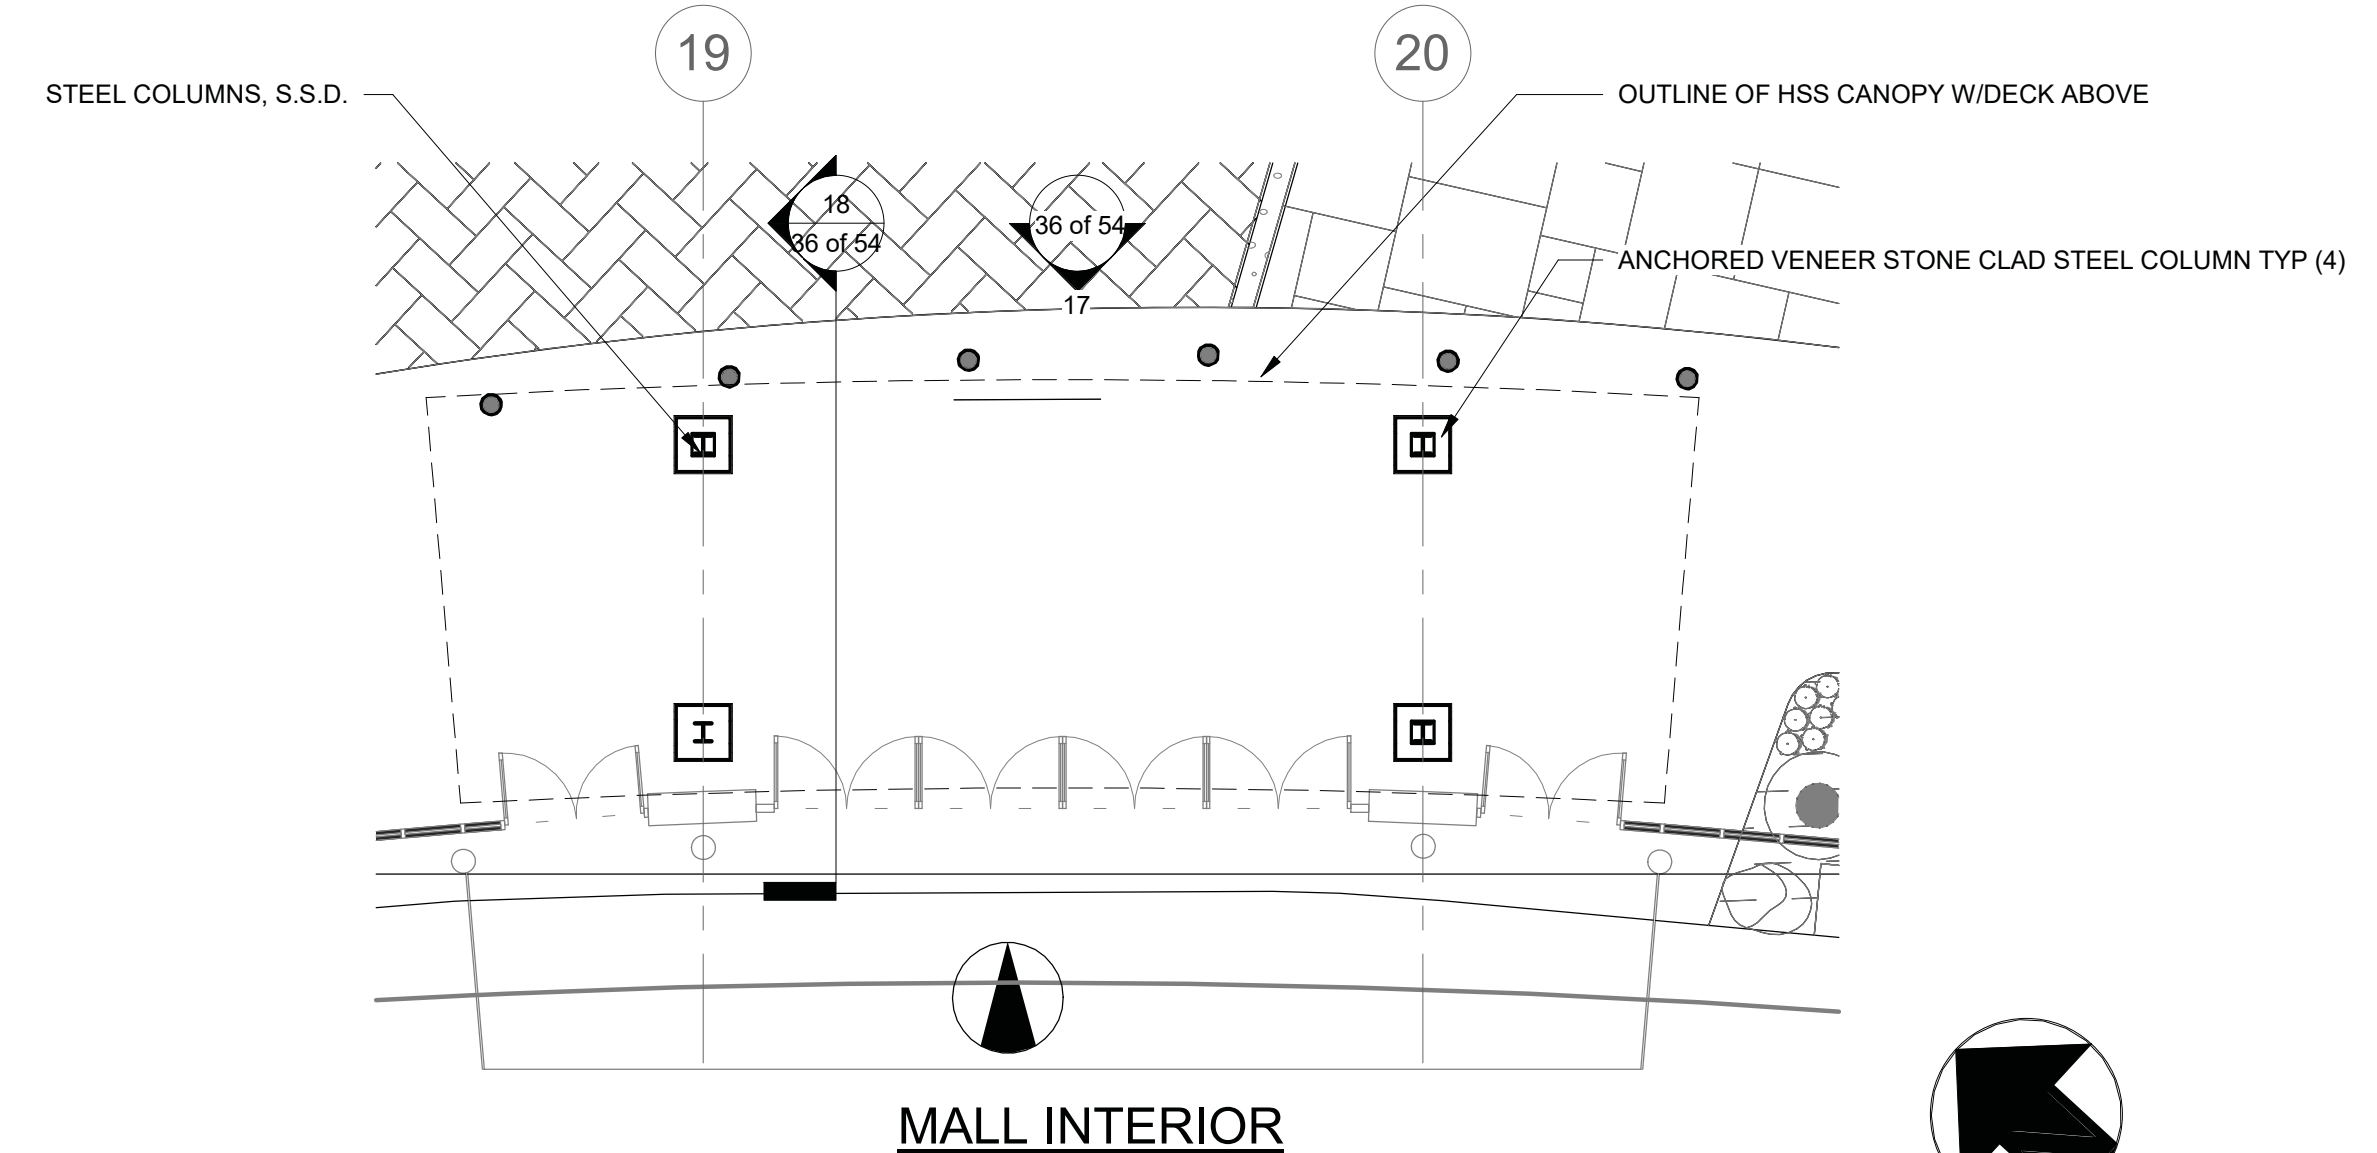 19
20
STEEL COLUMNS, S.S.D.
OUTLINE OF HSS CANOPY W/DECK ABOVE
18
36 of 54
36 of 54
17
ANCHORED VENEER STONE CLAD STEEL COLUMN TYP (4)
MALL INTERIOR